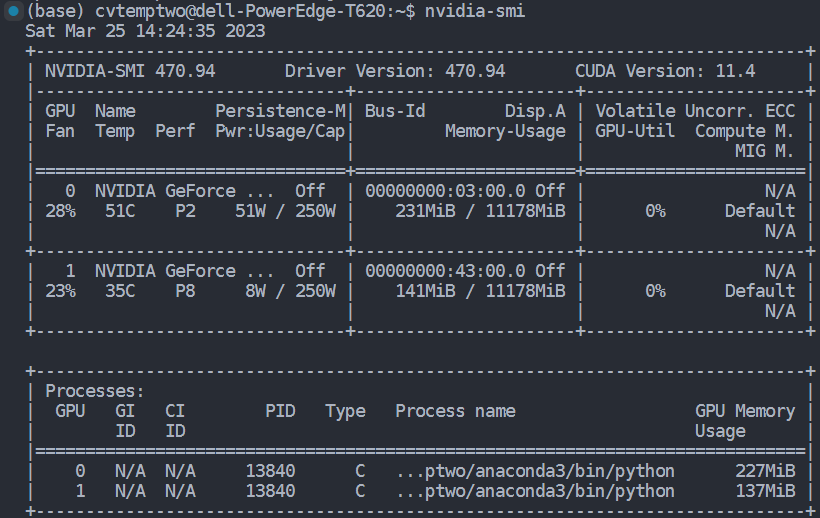 (base) cvtemptwo@dell-PowerEdge-T620:~$ nvidia-smi
Sat Mar 25 14:24:35 2023
+-----------------------------------------------------------------------------+
| NVIDIA-SMI 470.94       Driver Version: 470.94       CUDA Version: 11.4     |
|-------------------------------+----------------------+----------------------+
| GPU  Name        Persistence-M| Bus-Id        Disp.A | Volatile Uncorr. ECC |
| Fan  Temp  Perf  Pwr:Usage/Cap|         Memory-Usage | GPU-Util  Compute M. |
|                               |                      |               MIG M. |
|===============================+======================+======================|
|   0  NVIDIA GeForce ...  Off  | 00000000:03:00.0 Off |                  N/A |
| 28%   51C    P2    51W / 250W |    231MiB / 11178MiB |      0%      Default |
|                               |                      |                  N/A |
+-------------------------------+----------------------+----------------------+
|   1  NVIDIA GeForce ...  Off  | 00000000:43:00.0 Off |                  N/A |
| 23%   35C    P8     8W / 250W |    141MiB / 11178MiB |      0%      Default |
|                               |                      |                  N/A |
+-------------------------------+----------------------+----------------------+

+-----------------------------------------------------------------------------+
| Processes:                                                                  |
|  GPU   GI   CI        PID   Type   Process name                  GPU Memory |
|        ID   ID                                                   Usage      |
|=============================================================================|
|    0   N/A  N/A     13840      C   ...ptwo/anaconda3/bin/python      227MiB |
|    1   N/A  N/A     13840      C   ...ptwo/anaconda3/bin/python      137MiB |
+-----------------------------------------------------------------------------+